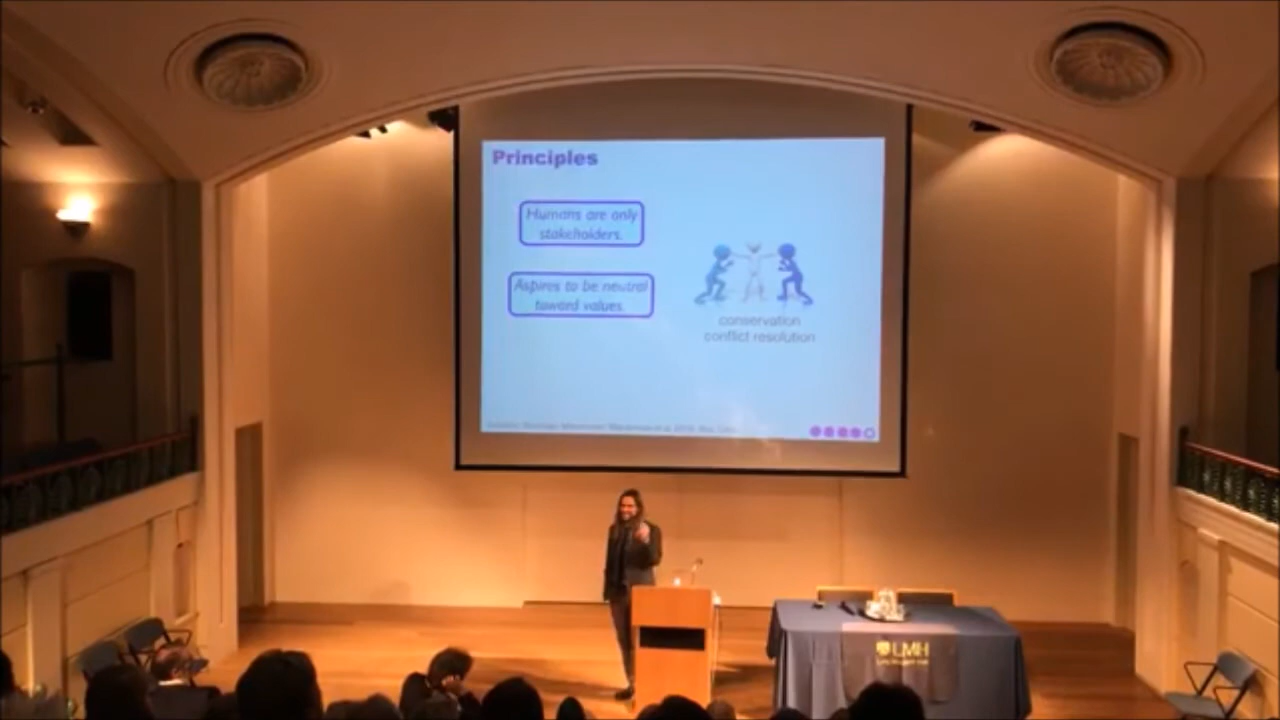 Principles
Humans are only
stakeholders.
Aspires to be neutral
toward values.
conservation
conflict resolution
LMH